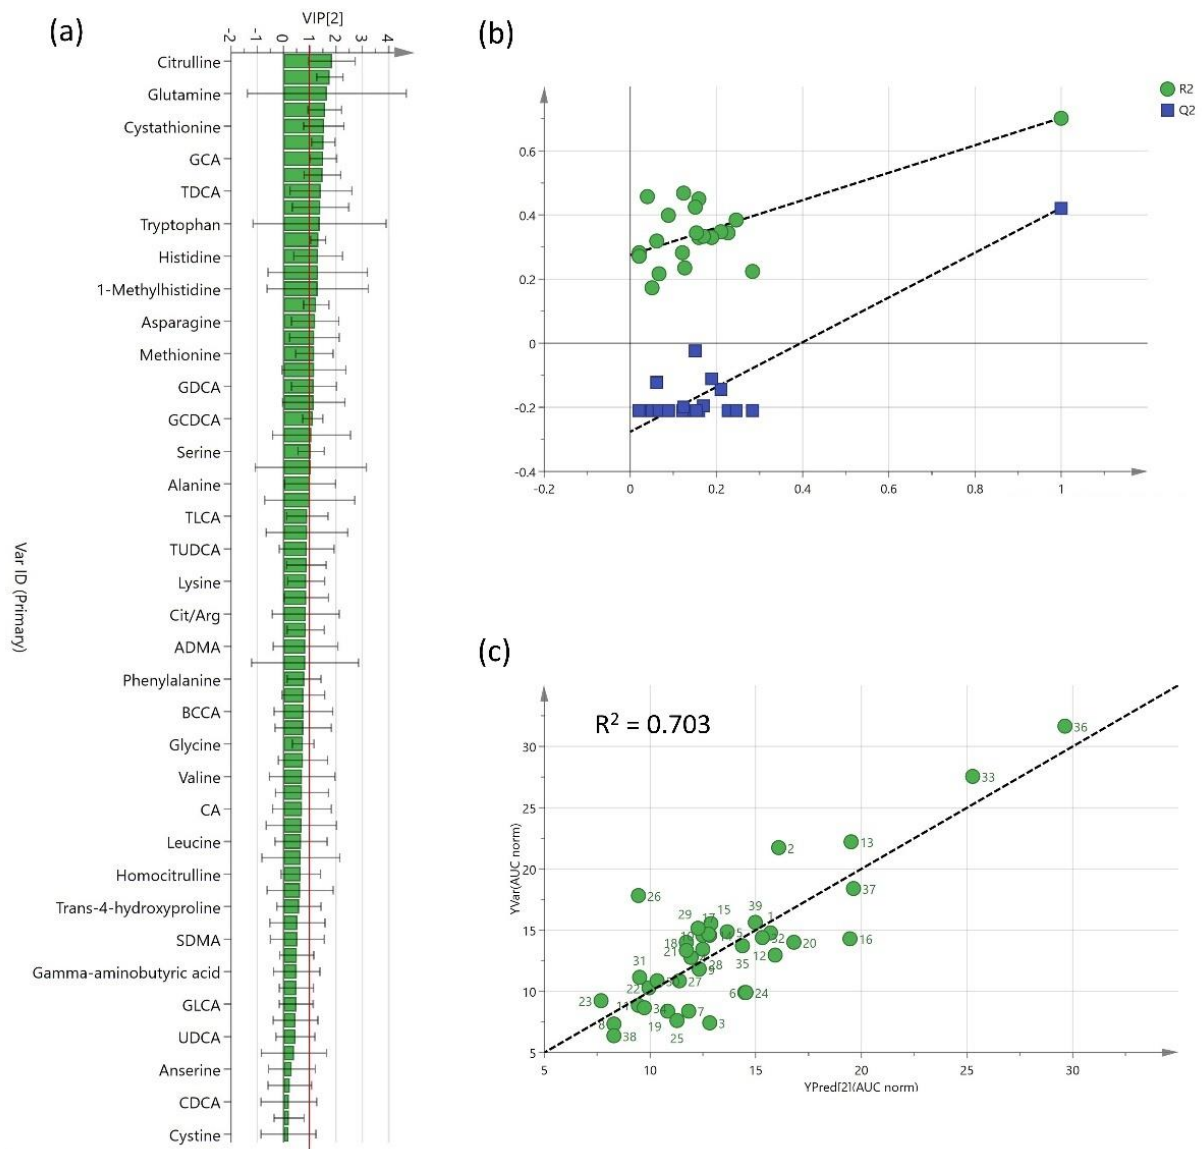 (a)
VIP[2]
-2 -1 0 1 2 3 4
Citrulline
Glutamine
Cystathionine
GCA
TDCA
Tryptophan
Histidine
1-Methylhistidine
Asparagine
Methionine
GDCA
GCDCA
Serine
Alanine
TLCA
TUDCA
Lysine
Cit/Arg
ADMA
Phenylalanine
BCCA
Glycine
Valine
CA
Leucine
Homocitrulline
Trans-4-hydroxyproline
SDMA
Gamma-aminobutyric acid
GLCA
UDCA
Anserine
CDCA
Cystine
Var ID (Primary)
(b)
R2
Q2
0.6
0.4
0.2
0
-0.2
-0.4
-0.2 0 0.2 0.4 0.6 0.8 1
(c)
R² = 0.703
YVar(AUC norm)
30
25
20
15
10
5
5 10 15 20 25 30
YPred[2](AUC norm)
36
33
13
2
37
26
39
1
15
17
29
5
32
20
16
18
21
35
12
28
9
31
27
22
6
24
23
34
7
8
19
3
38
25